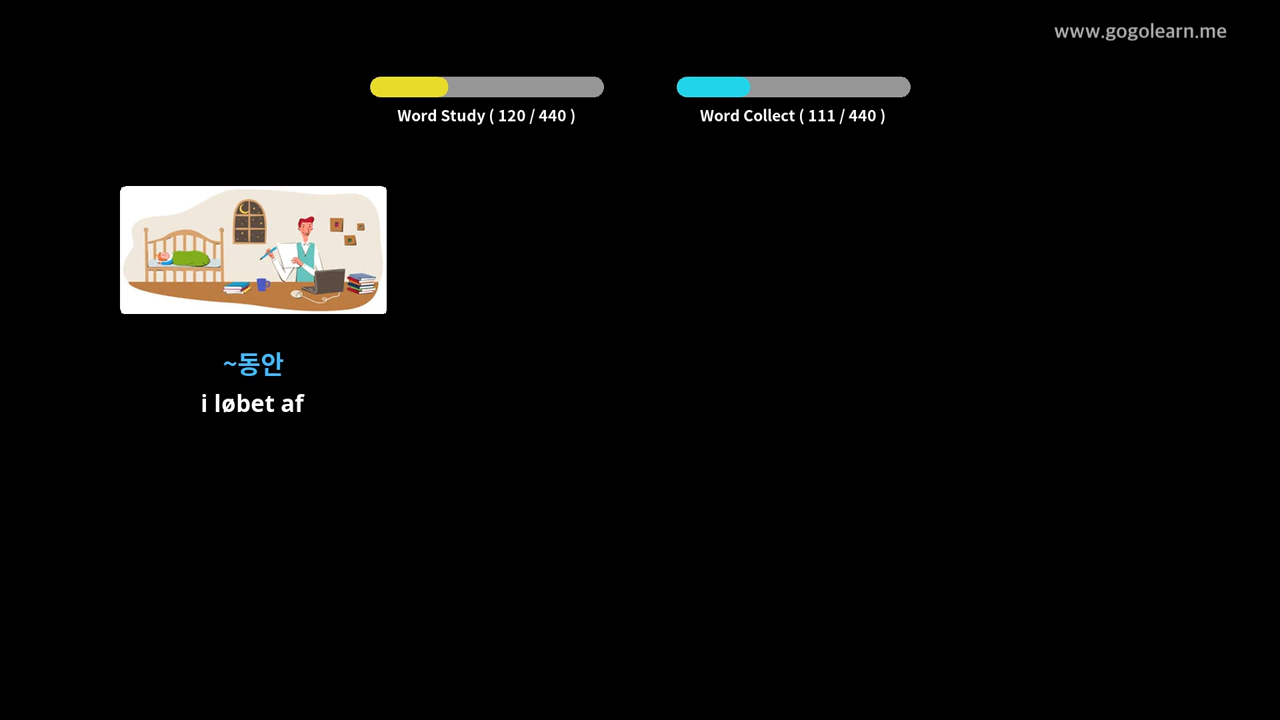 www.gogolearn.me
Word Study ( 120 / 440 )
Word Collect ( 111 / 440 )
~동안
i løbet af